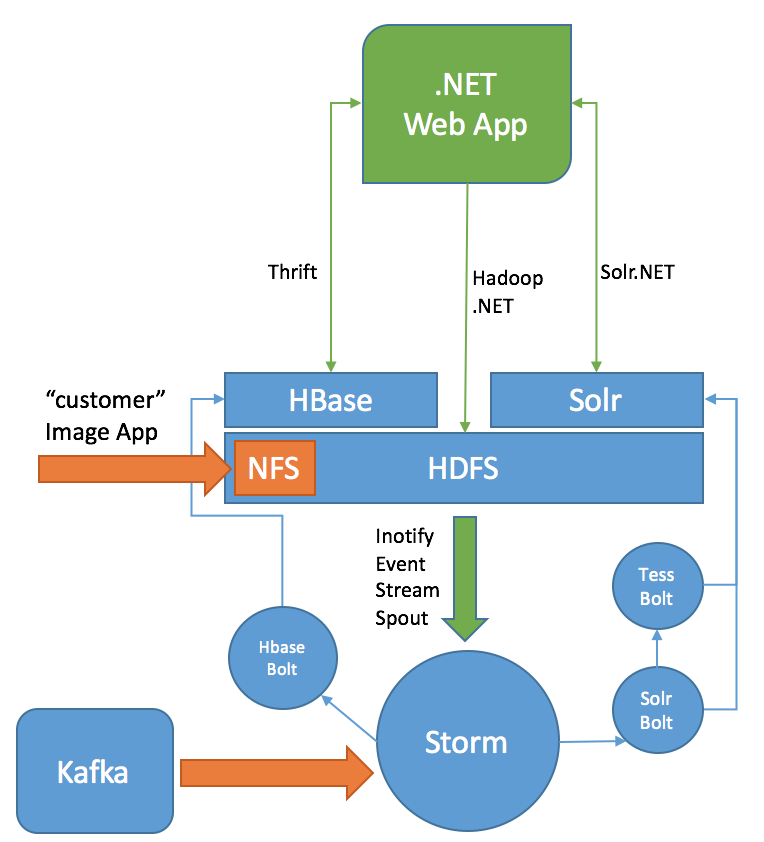 .NET
Web App
Thrift
Hadoop
.NET
Solr.NET
“customer”
Image App
HBase
Solr
NFS
HDFS
Inotify
Event
Stream
Spout
Tess
Bolt
Hbase
Bolt
Solr
Bolt
Storm
Kafka